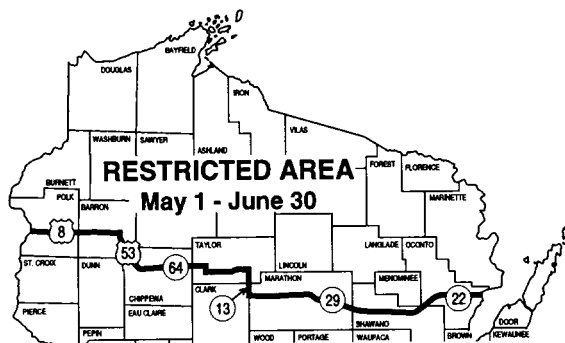 DOUGLAS
BAYFIELD
IRON
VILAS
WASHBURN
SAWYER
ASHLAND
FOREST
FLORENCE
RESTRICTED AREA
May 1 - June 30
BURNETT
POLK
BARRON
MARINETTE
8
53
64
TAYLOR
LINCOLN
LANGLADE
OCONTO
ST. CROIX
DUNN
CHIPPEWA
CLARK
MARATHON
MENOMINEE
13
29
22
PIERCE
PEPIN
EAU CLAIRE
WOOD
PORTAGE
SHAWANO
WAUPACA
BROWN
DOOR
KEWAUNEE